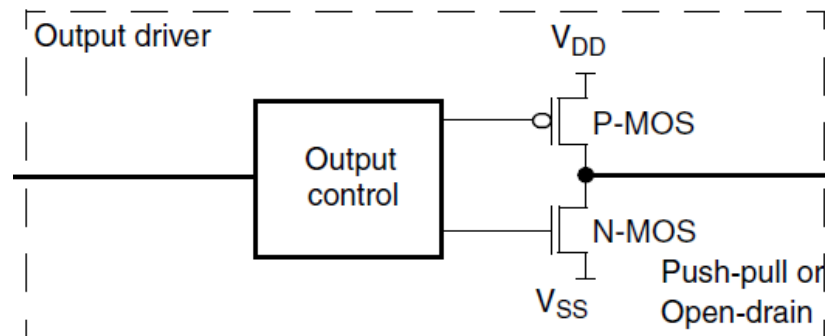 Output driver
VDD
P-MOS
Output
control
N-MOS
VSS
Push-pull or
Open-drain